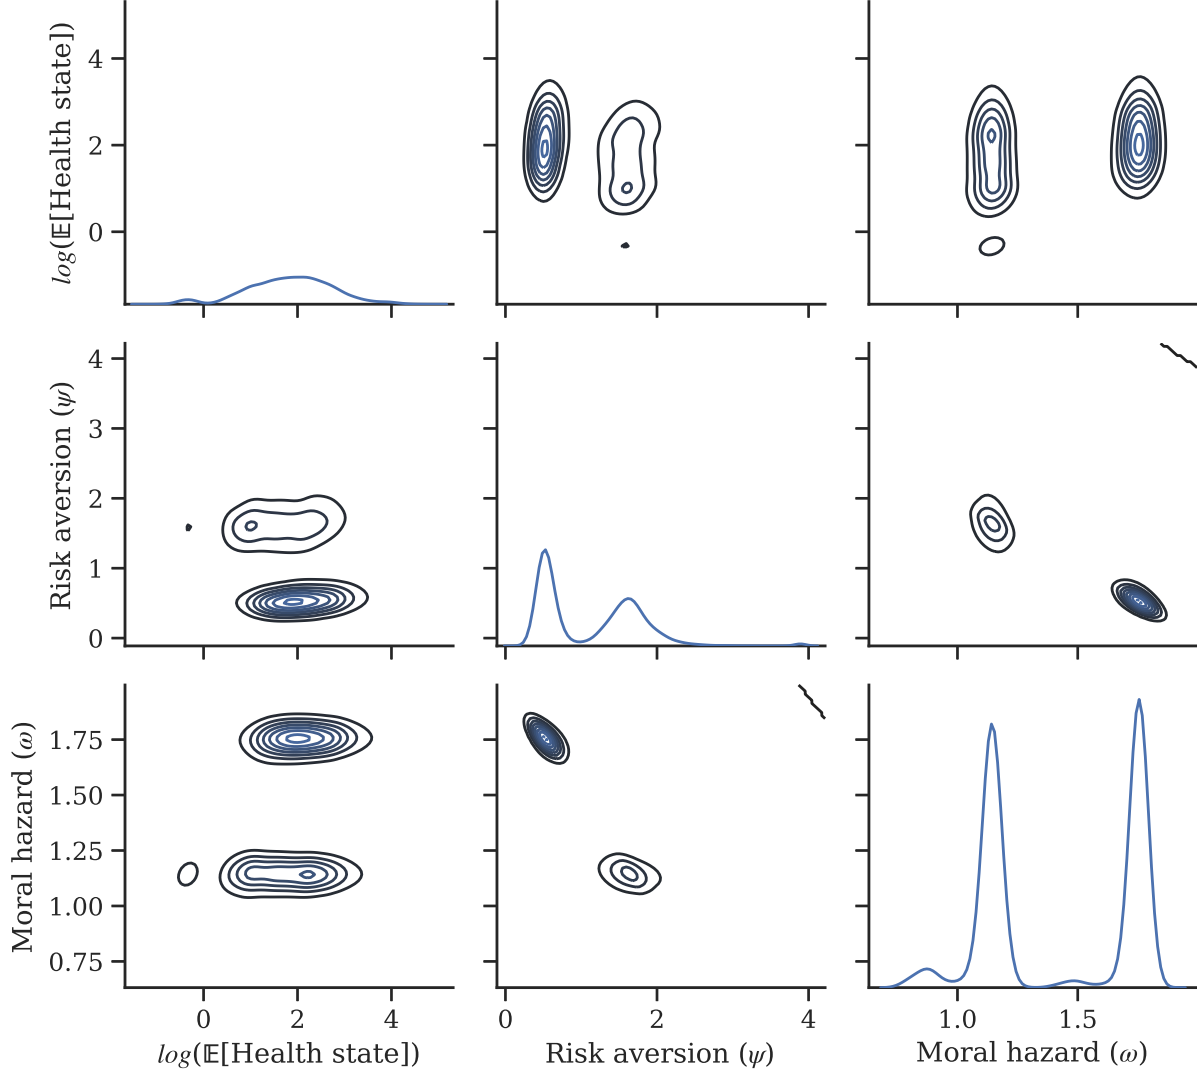 log(𝔼[Health state])
4
2
0
Risk aversion (ψ)
4
3
2
1
0
Moral hazard (ω)
1.75
1.50
1.25
1.00
0.75
0 2 4
0 2 4
1.0 1.5
log(𝔼[Health state])
Risk aversion (ψ)
Moral hazard (ω)